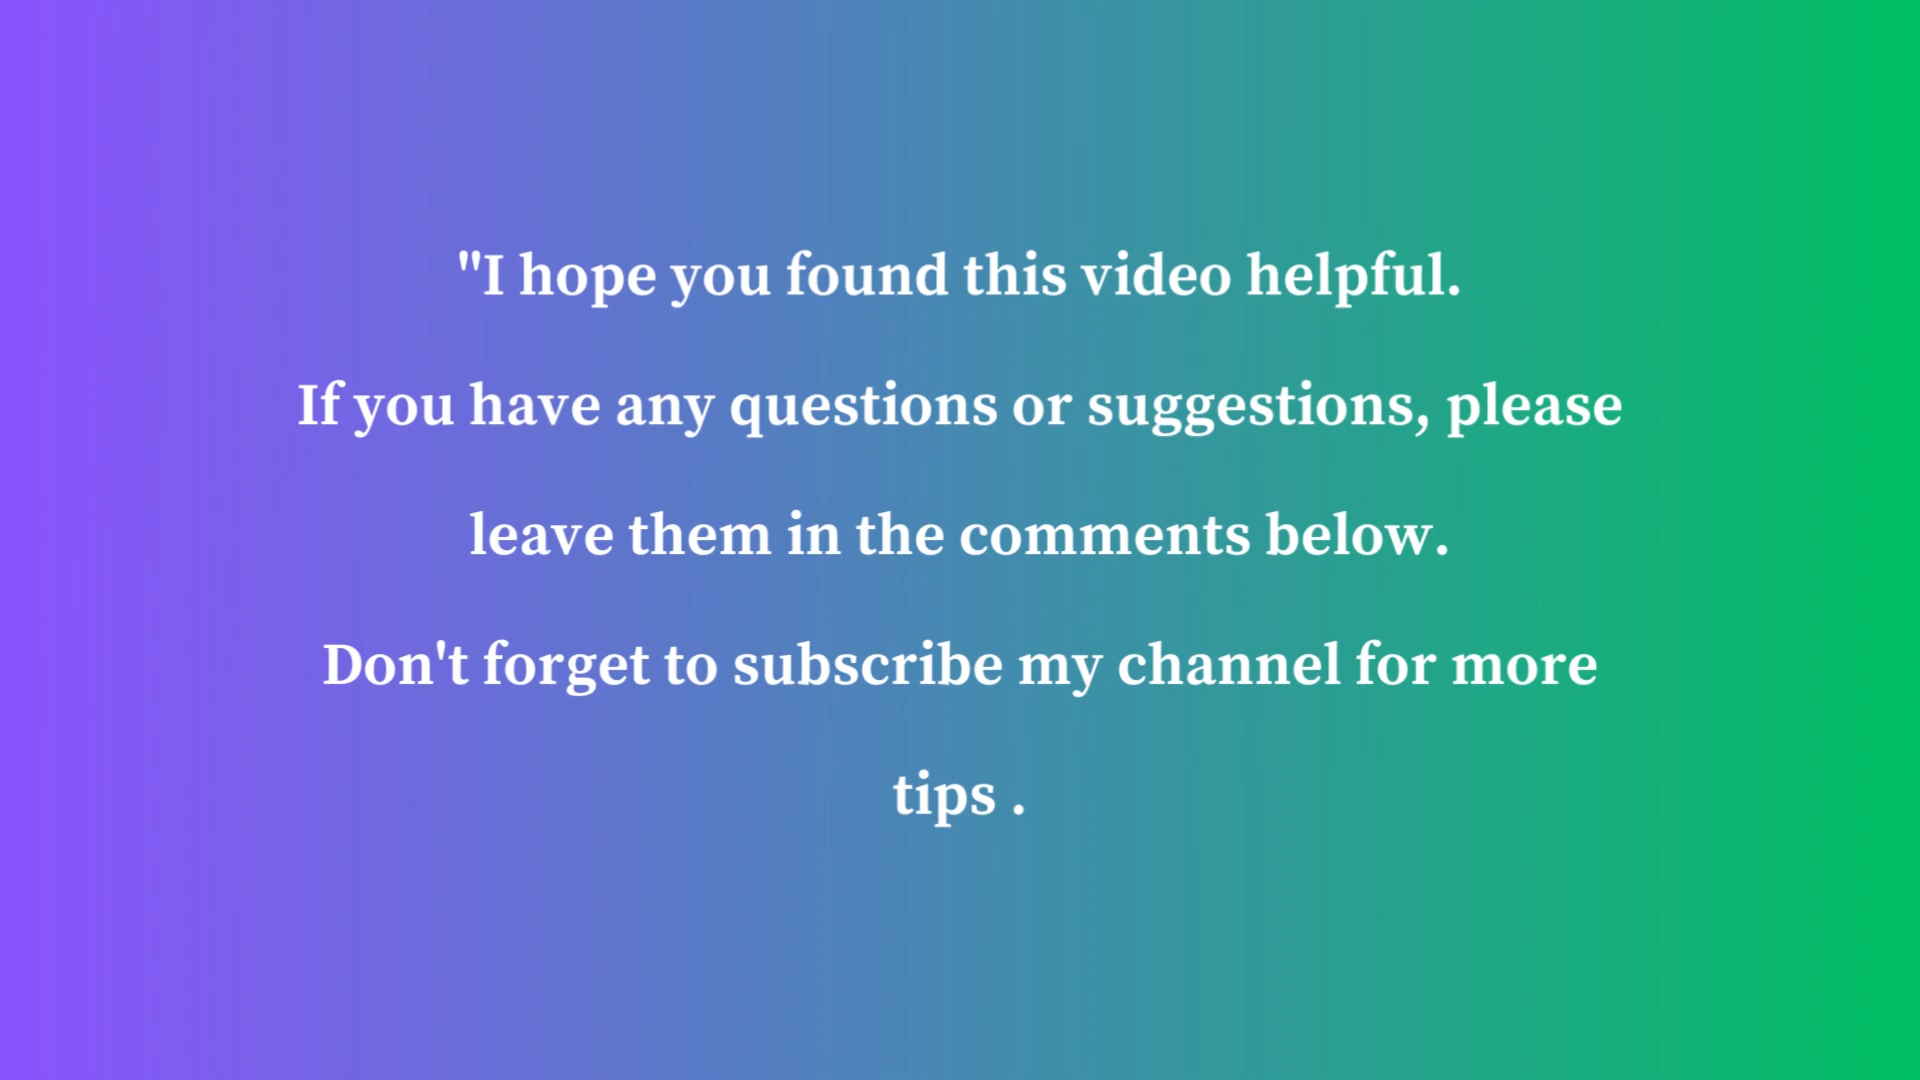 "I hope you found this video helpful.
If you have any questions or suggestions, please
leave them in the comments below.
Don't forget to subscribe my channel for more
tips .